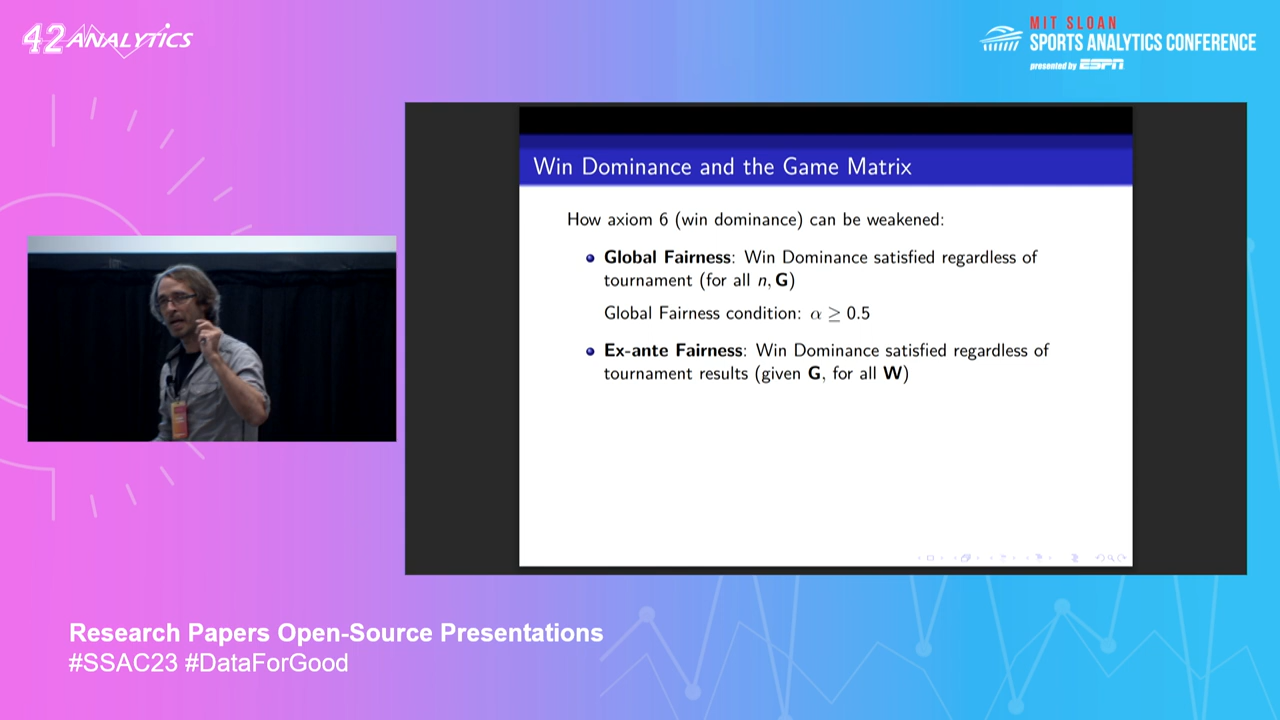 42 ANALYTICS
MIT SLOAN
SPORTS ANALYTICS CONFERENCE
presented by ESPN
Win Dominance and the Game Matrix
How axiom 6 (win dominance) can be weakened:
Global Fairness: Win Dominance satisfied regardless of
tournament (for all n, G)
Global Fairness condition: α ≥ 0.5
Ex-ante Fairness: Win Dominance satisfied regardless of
tournament results (given G, for all W)
Research Papers Open-Source Presentations
#SSAC23 #DataForGood